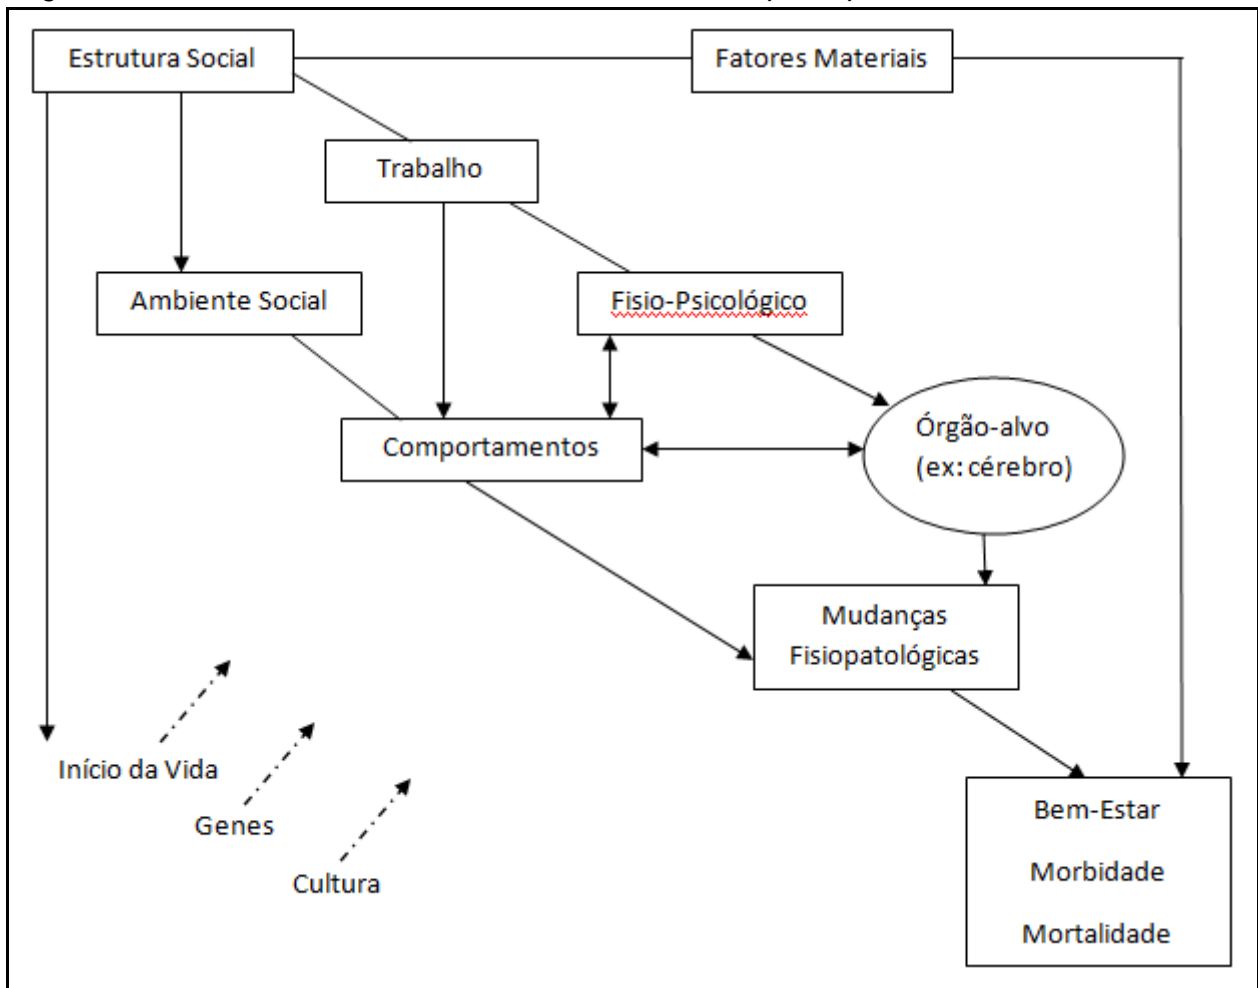 Estrutura Social
Fatores Materiais
Trabalho
Ambiente Social
Fisio-Psicológico
Comportamentos
Órgão-alvo
(ex: cérebro)
Mudanças
Fisiopatológicas
Início da Vida
Genes
Cultura
Bem-Estar
Morbidade
Mortalidade